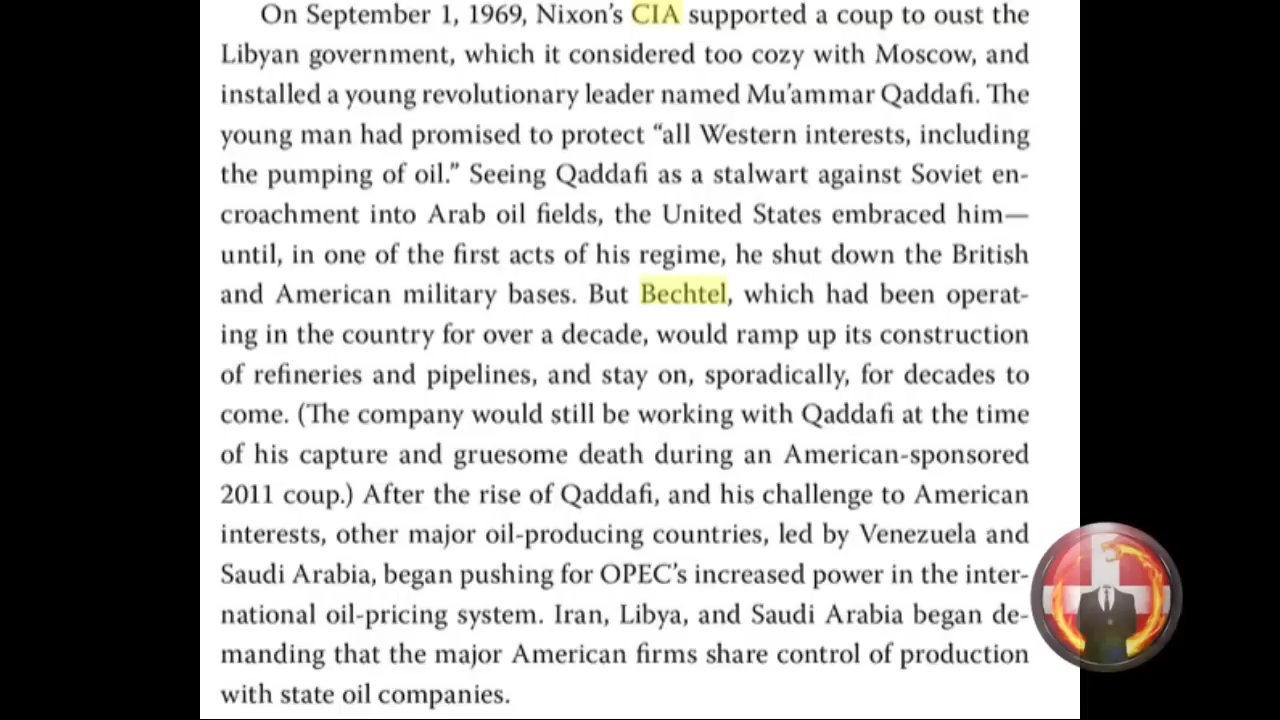 On September 1, 1969, Nixon's CIA supported a coup to oust the
Libyan government, which it considered too cozy with Moscow, and
installed a young revolutionary leader named Mu'ammar Qaddafi. The
young man had promised to protect “all Western interests, including
the pumping of oil.” Seeing Qaddafi as a stalwart against Soviet en-
croachment into Arab oil fields, the United States embraced him—
until, in one of the first acts of his regime, he shut down the British
and American military bases. But Bechtel, which had been operat-
ing in the country for over a decade, would ramp up its construction
of refineries and pipelines, and stay on, sporadically, for decades to
come. (The company would still be working with Qaddafi at the time
of his capture and gruesome death during an American-sponsored
2011 coup.) After the rise of Qaddafi, and his challenge to American
interests, other major oil-producing countries, led by Venezuela and
Saudi Arabia, began pushing for OPEC's increased power in the inter-
national oil-pricing system. Iran, Libya, and Saudi Arabia began de-
manding that the major American firms share control of production
with state oil companies.